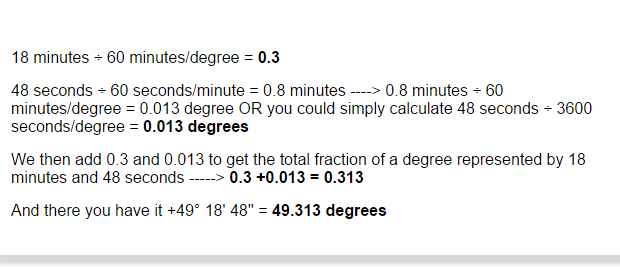 18 minutes ÷ 60 minutes/degree = 0.3
48 seconds ÷ 60 seconds/minute = 0.8 minutes ----> 0.8 minutes ÷ 60
minutes/degree = 0.013 degree OR you could simply calculate 48 seconds ÷ 3600
seconds/degree = 0.013 degrees
We then add 0.3 and 0.013 to get the total fraction of a degree represented by 18
minutes and 48 seconds -----> 0.3 +0.013 = 0.313
And there you have it +49° 18' 48" = 49.313 degrees